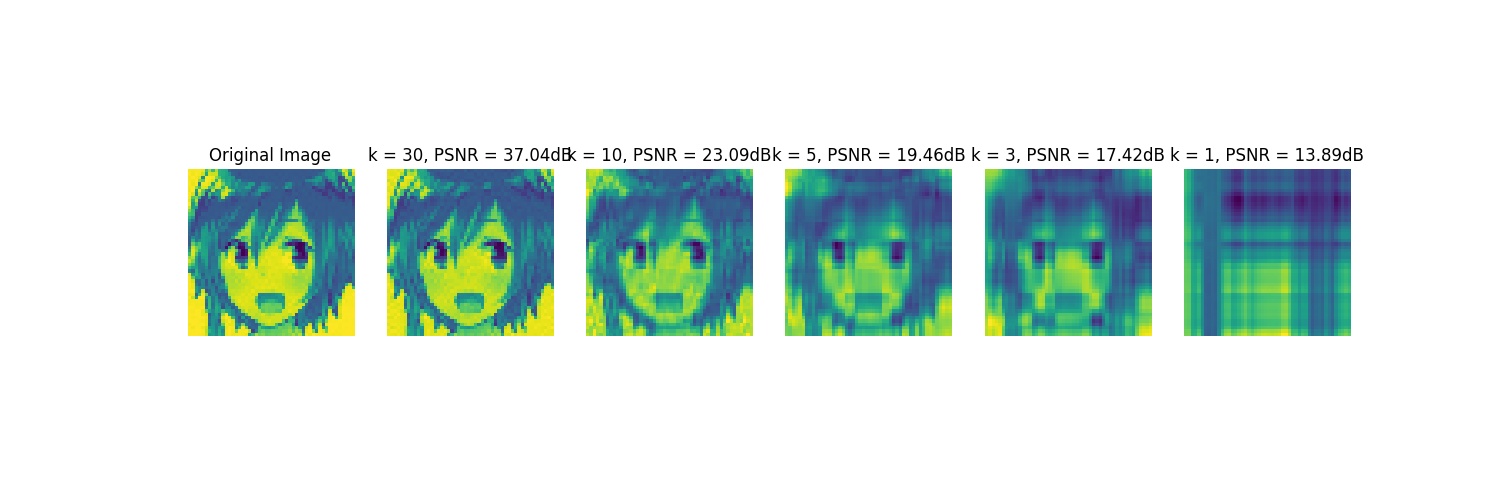 Original Image
k = 30, PSNR = 37.04dB
k = 10, PSNR = 23.09dB
k = 5, PSNR = 19.46dB
k = 3, PSNR = 17.42dB
k = 1, PSNR = 13.89dB